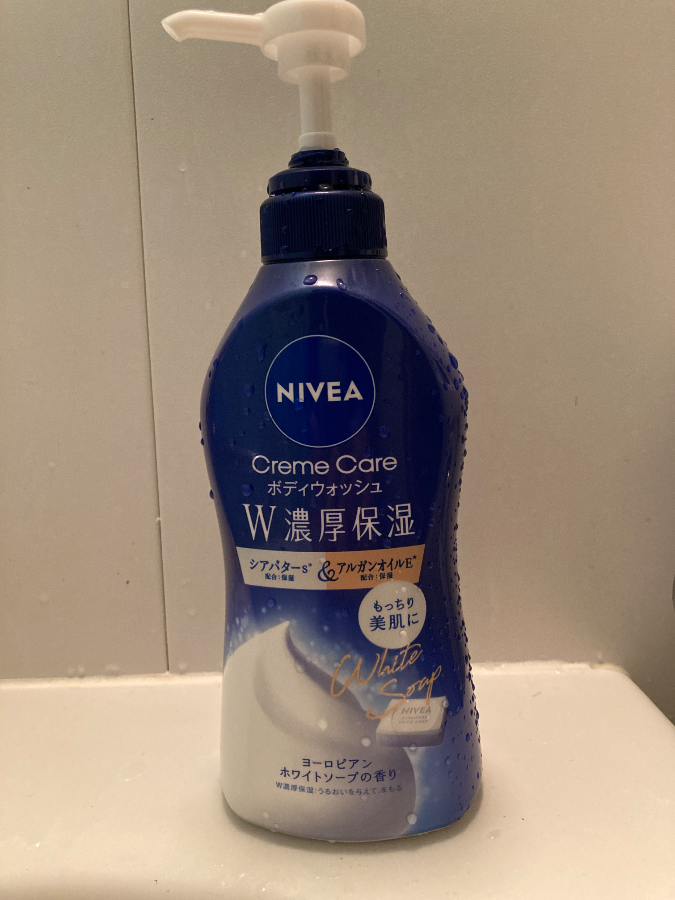 NIVEA
Creme Care
ボディウォッシュ
W濃厚保湿
シアバターS* & アルガンオイルE*
配合:保湿 配合:保湿
もっちり
美肌に
White
Soap
NIVEA
ヨーロピアン
ホワイトソープの香り
W濃厚保湿:うるおいを与えて、まもる